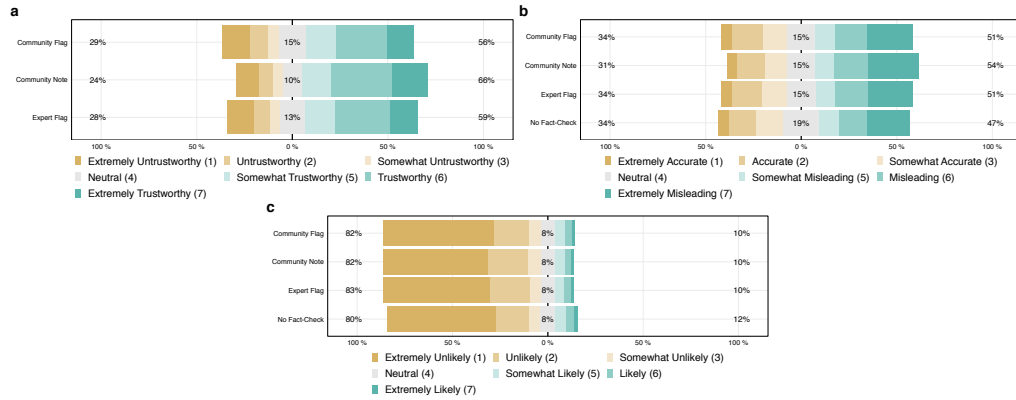 a
Community Flag 29% 15% 56%
Community Note 24% 10% 66%
Expert Flag 28% 13% 59%
100 % 50 % 0 % 50 % 100 %
Extremely Untrustworthy (1) Untrustworthy (2) Somewhat Untrustworthy (3)
Neutral (4) Somewhat Trustworthy (5) Trustworthy (6)
Extremely Trustworthy (7)
b
Community Flag 34% 15% 51%
Community Note 31% 15% 54%
Expert Flag 34% 15% 51%
No Fact-Check 34% 19% 47%
100 % 50 % 0 % 50 % 100 %
Extremely Accurate (1) Accurate (2) Somewhat Accurate (3)
Neutral (4) Somewhat Misleading (5) Misleading (6)
Extremely Misleading (7)
c
Community Flag 82% 8% 10%
Community Note 82% 8% 10%
Expert Flag 83% 8% 10%
No Fact-Check 80% 8% 12%
100 % 50 % 0 % 50 % 100 %
Extremely Unlikely (1) Unlikely (2) Somewhat Unlikely (3)
Neutral (4) Somewhat Likely (5) Likely (6)
Extremely Likely (7)